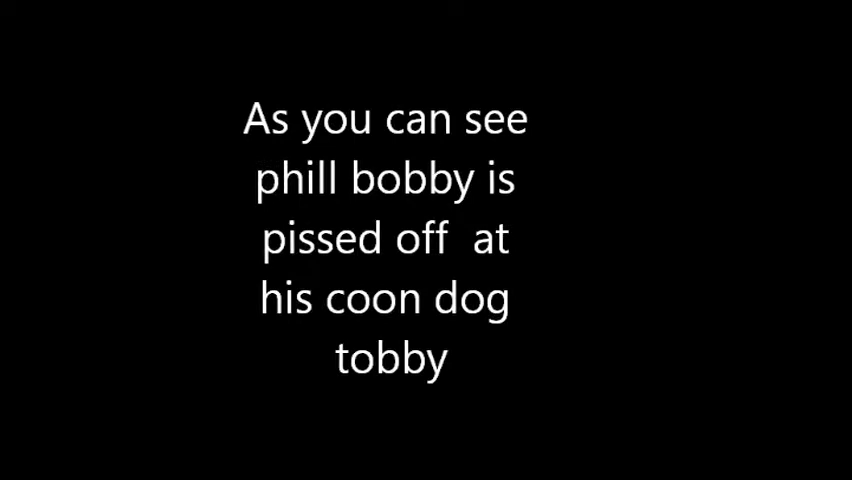 As you can see
phill bobby is
pissed off  at
his coon dog
tobby